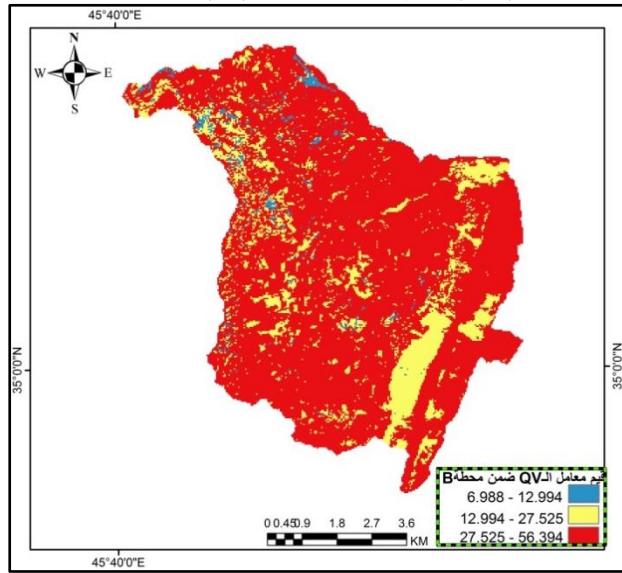 45°40'0"E
N
W E
S
35°0'0"N
35°0'0"N
قيم معامل الـQV ضمن محطةB
6.988 - 12.994
12.994 - 27.525
27.525 - 56.394
0 0.450.9 1.8 2.7 3.6
KM
45°40'0"E